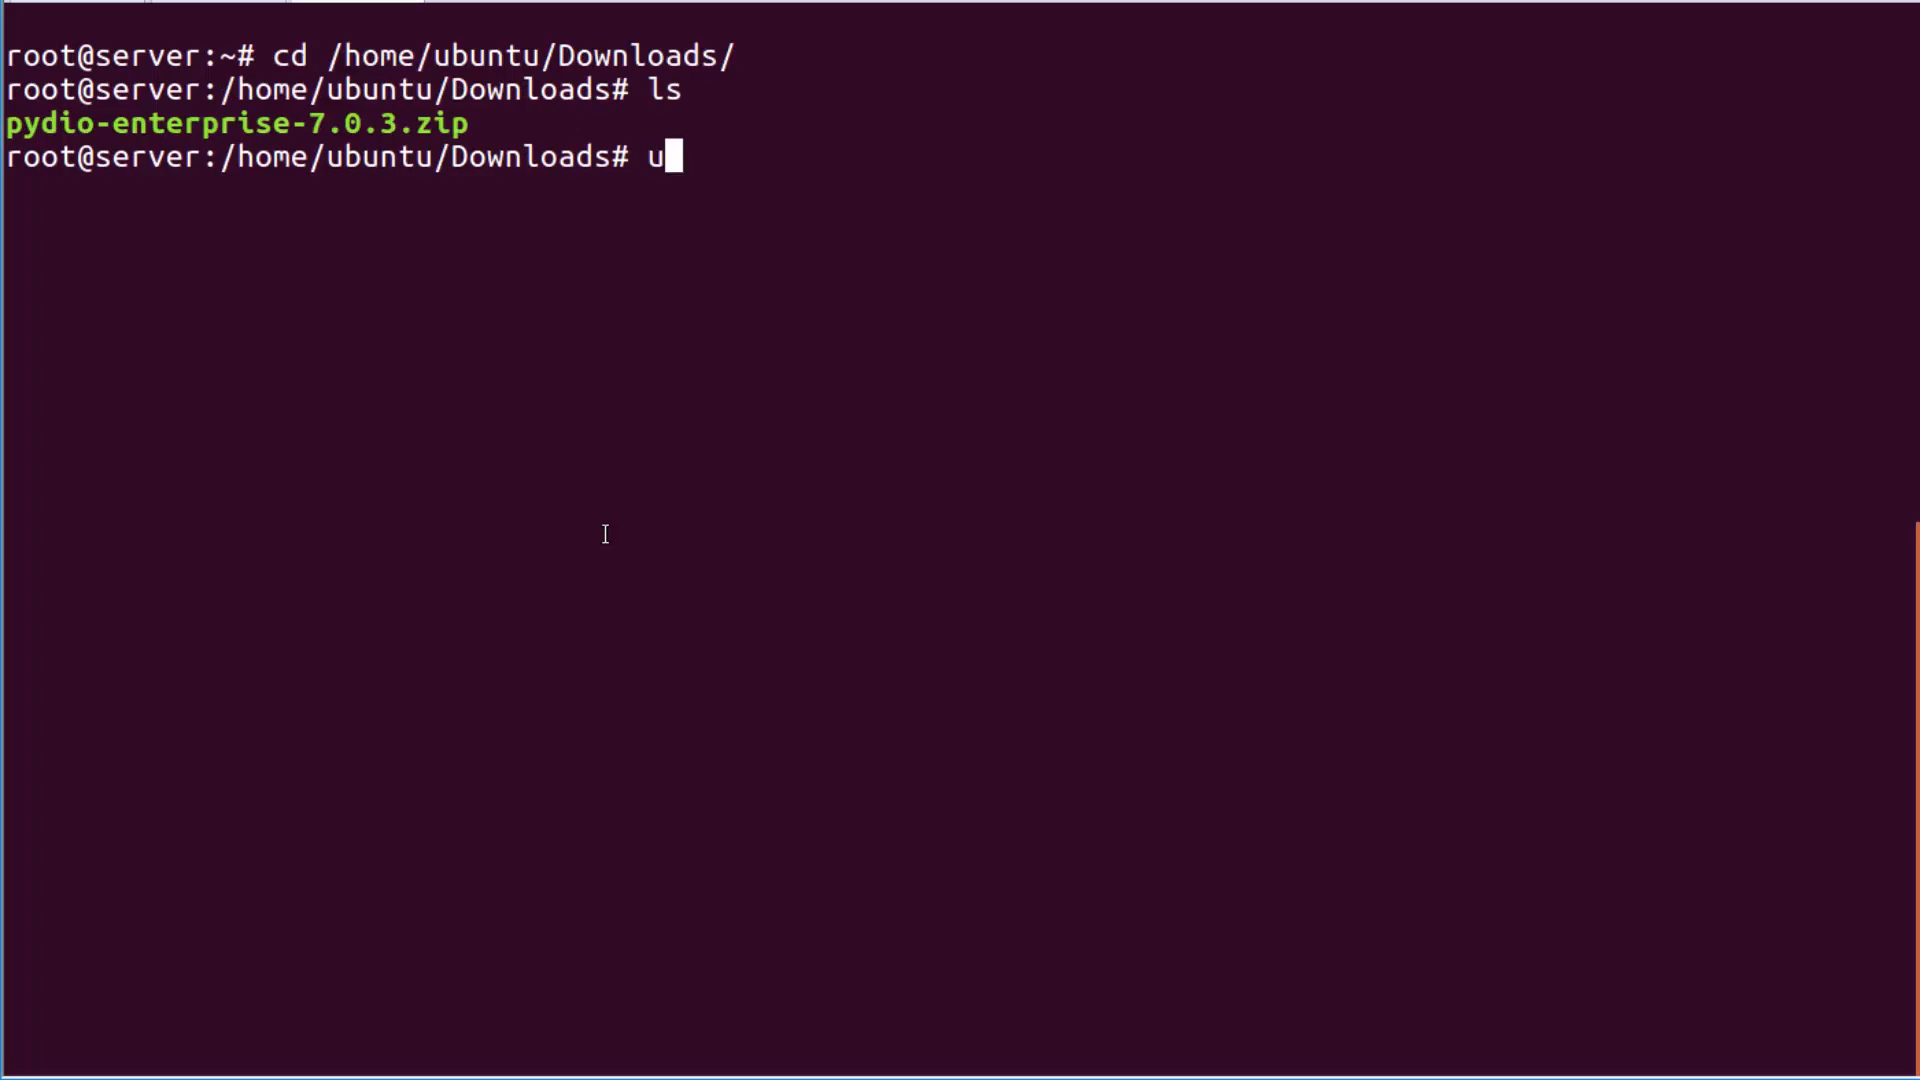 root@server:~# cd /home/ubuntu/Downloads/
root@server:/home/ubuntu/Downloads# ls
pydio-enterprise-7.0.3.zip
root@server:/home/ubuntu/Downloads# u